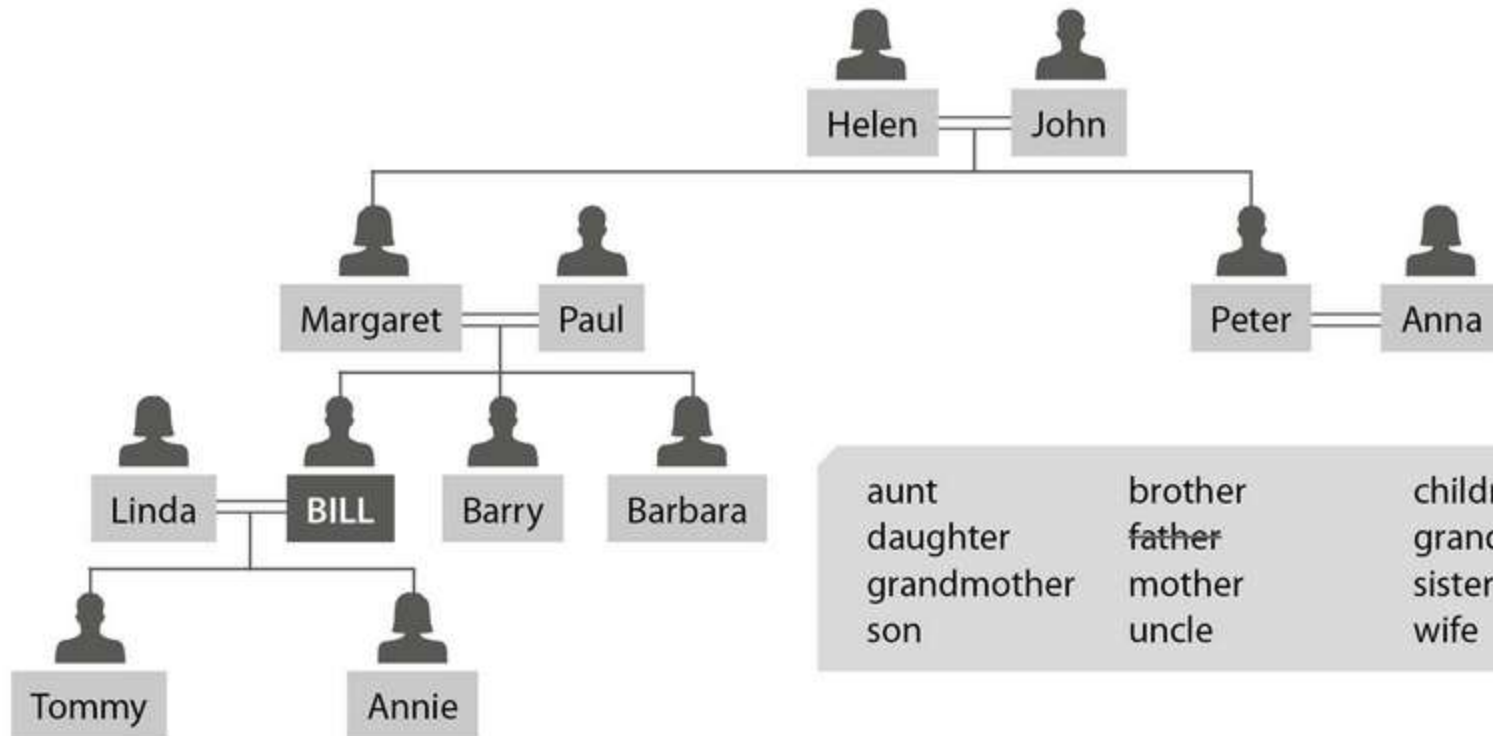 Helen John
Margaret Paul Peter Anna
Linda BILL Barry Barbara
aunt brother
daughter father
grandmother mother sister
son uncle wife
Tommy Annie